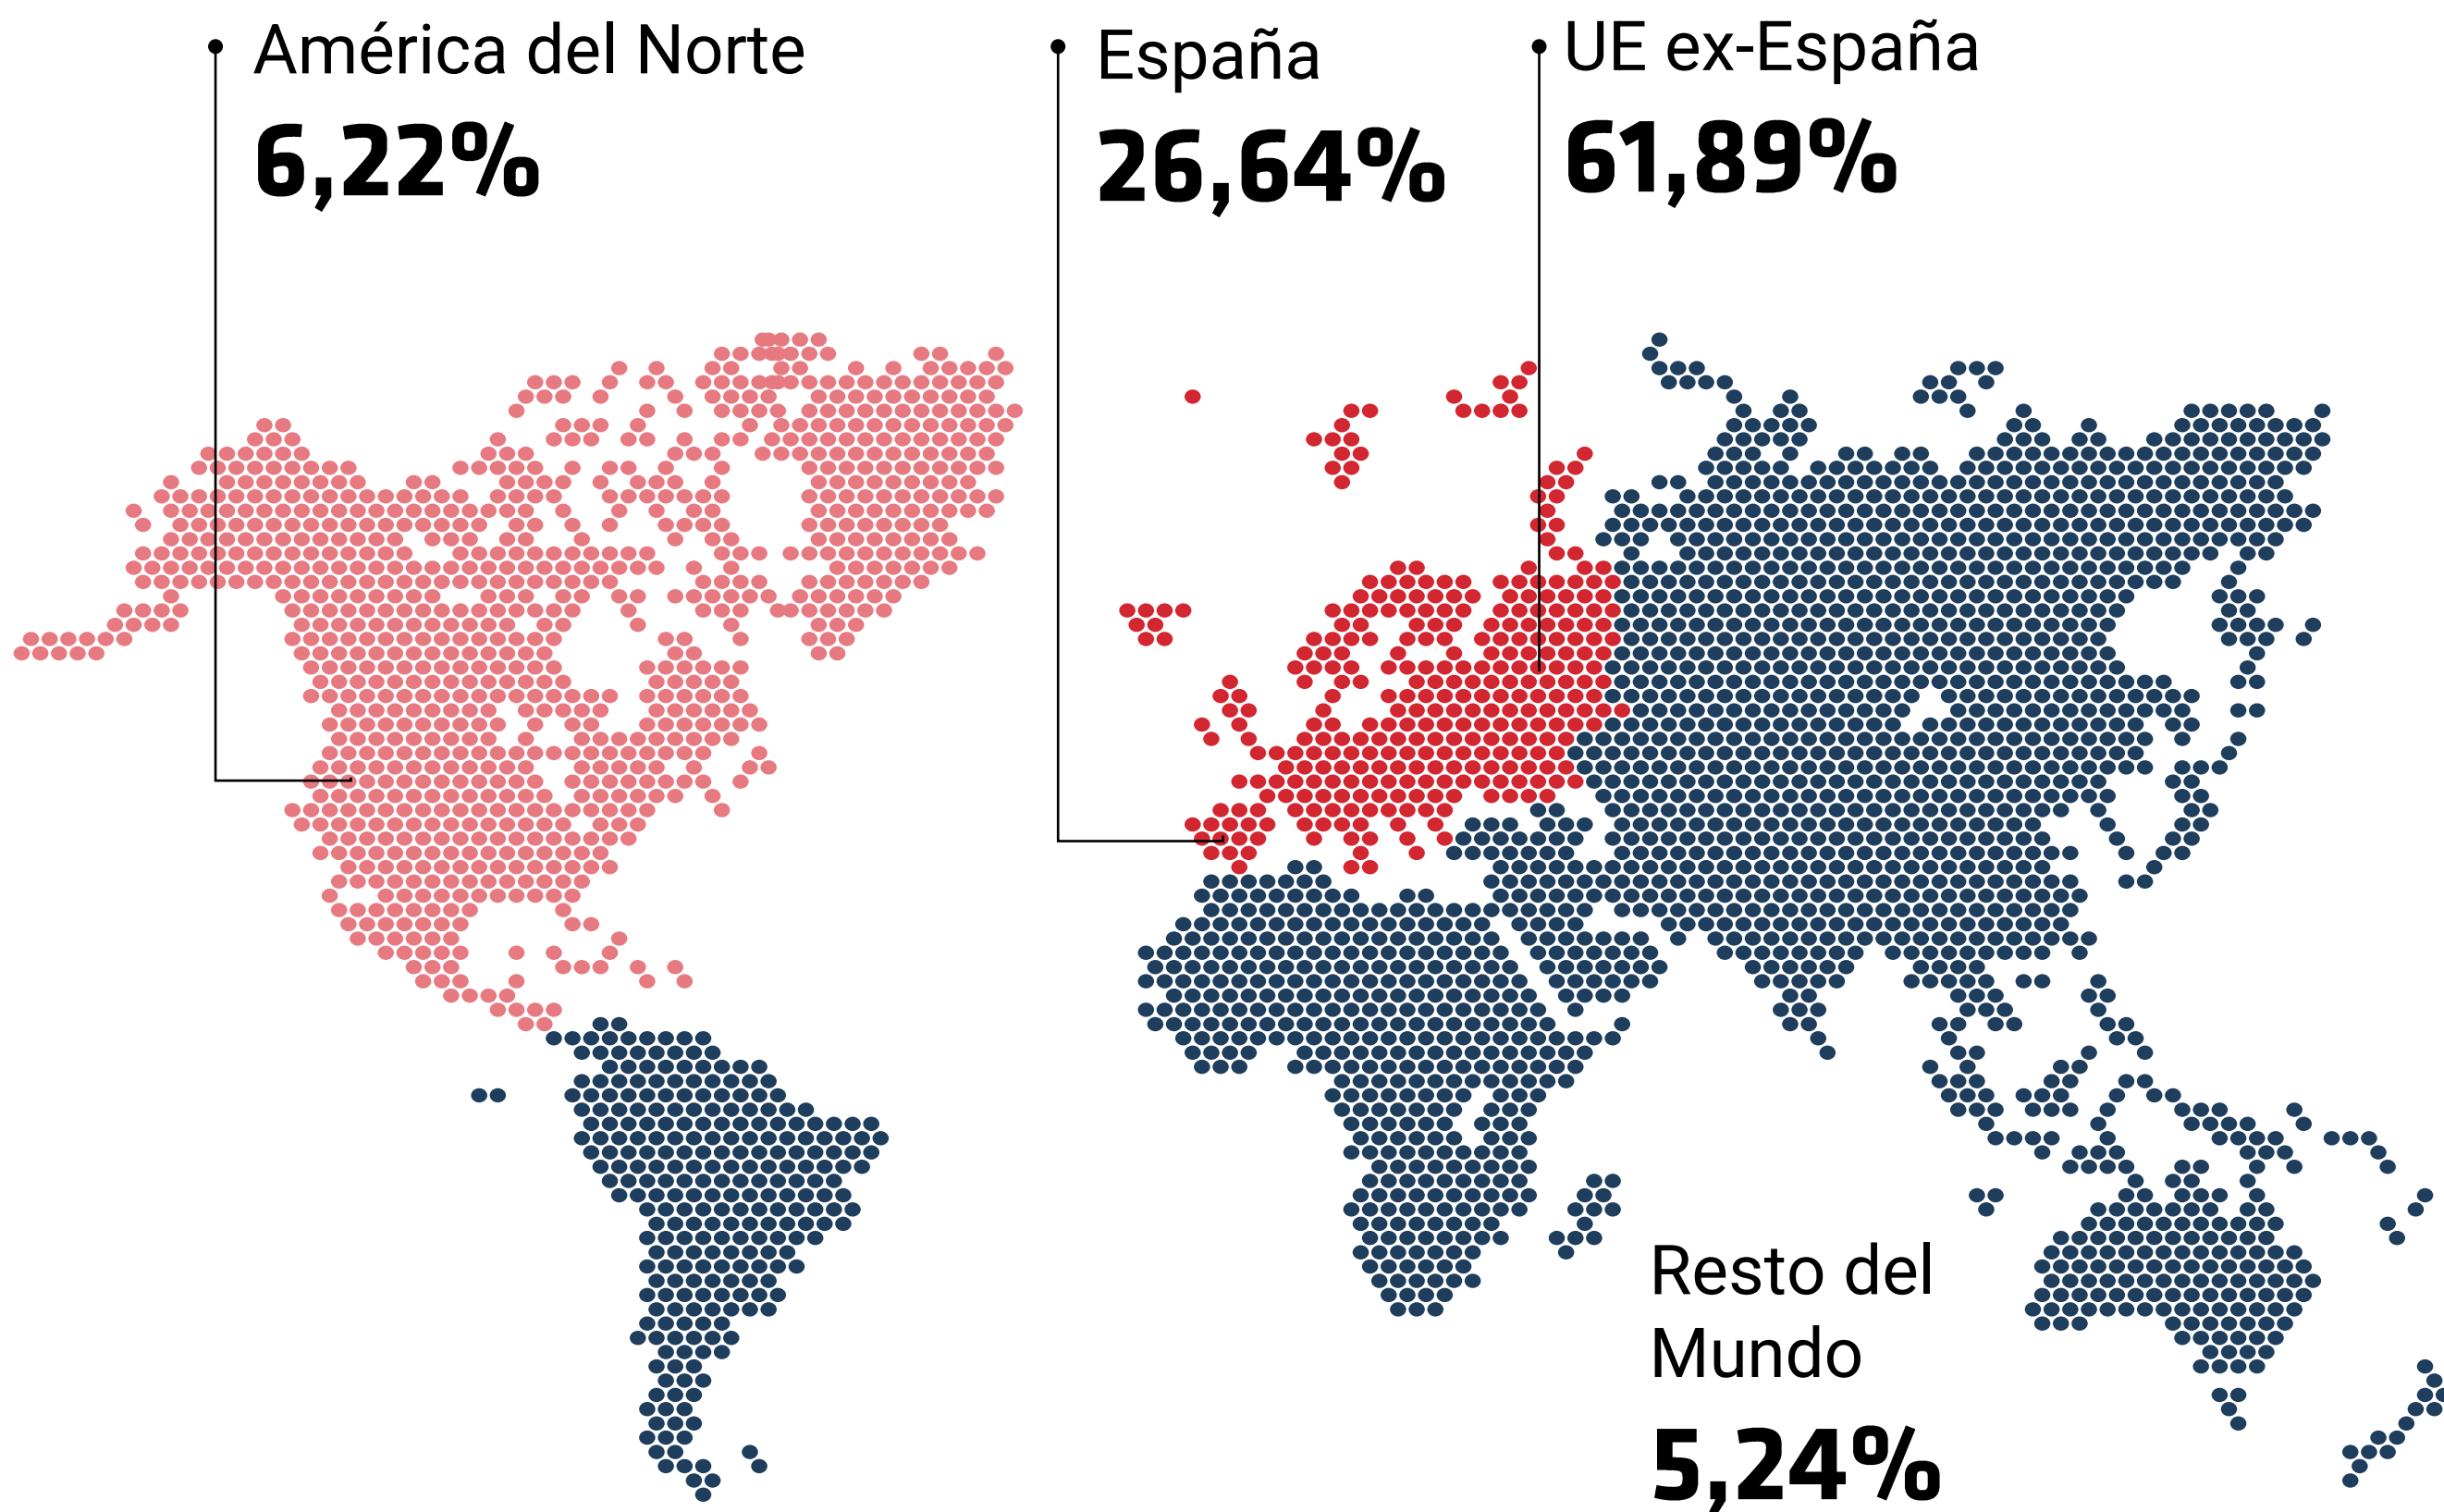 América del Norte
6,22%
España
26,64%
UE ex-España
61,89%
Resto del
Mundo
5,24%